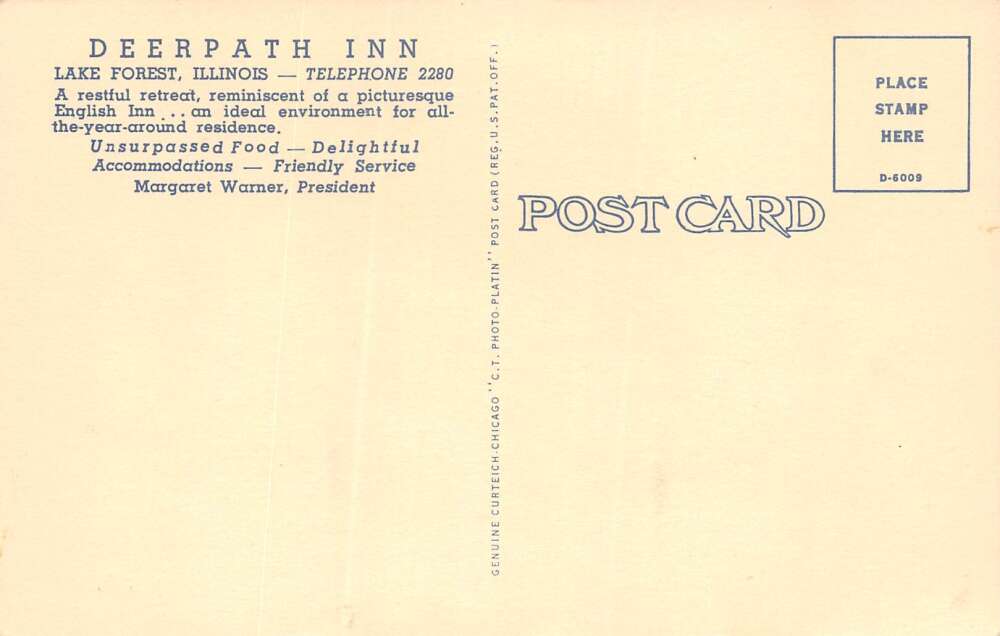 DEERPATH INN
LAKE FOREST, ILLINOIS — TELEPHONE 2280
A restful retreat, reminiscent of a picturesque
English Inn . . . an ideal environment for all-
the-year-around residence.
Unsurpassed Food — Delightful
Accommodations — Friendly Service
Margaret Warner, President
GENUINE CURTEICH-CHICAGO "C.T. PHOTO-PLATIN" POST CARD (REG. U.S. PAT. OFF.)
POST CARD
PLACE
STAMP
HERE
D-6009